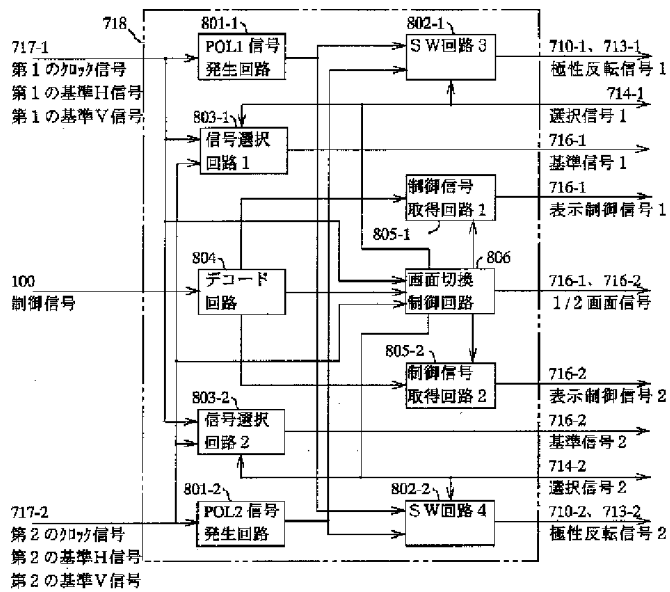 718
801-1
802-1
717-1
POL1 信号
発生回路
SW回路3
710-1、713-1
極性反転信号1
第1のクロック信号
第1の基準H信号
第1の基準V信号
714-1
選択信号1
803-1
信号選択
回路1
716-1
基準信号1
制御信号
取得回路1
716-1
表示制御信号1
805-1
804
806
100
制御信号
デコード
回路
画面切換
制御回路
716-1、716-2
1/2画面信号
805-2
制御信号
取得回路2
716-2
表示制御信号2
803-2
信号選択
回路2
716-2
基準信号2
714-2
選択信号2
801-2
802-2
717-2
POL2 信号
発生回路
SW回路4
710-2、713-2
極性反転信号2
第2のクロック信号
第2の基準H信号
第2の基準V信号